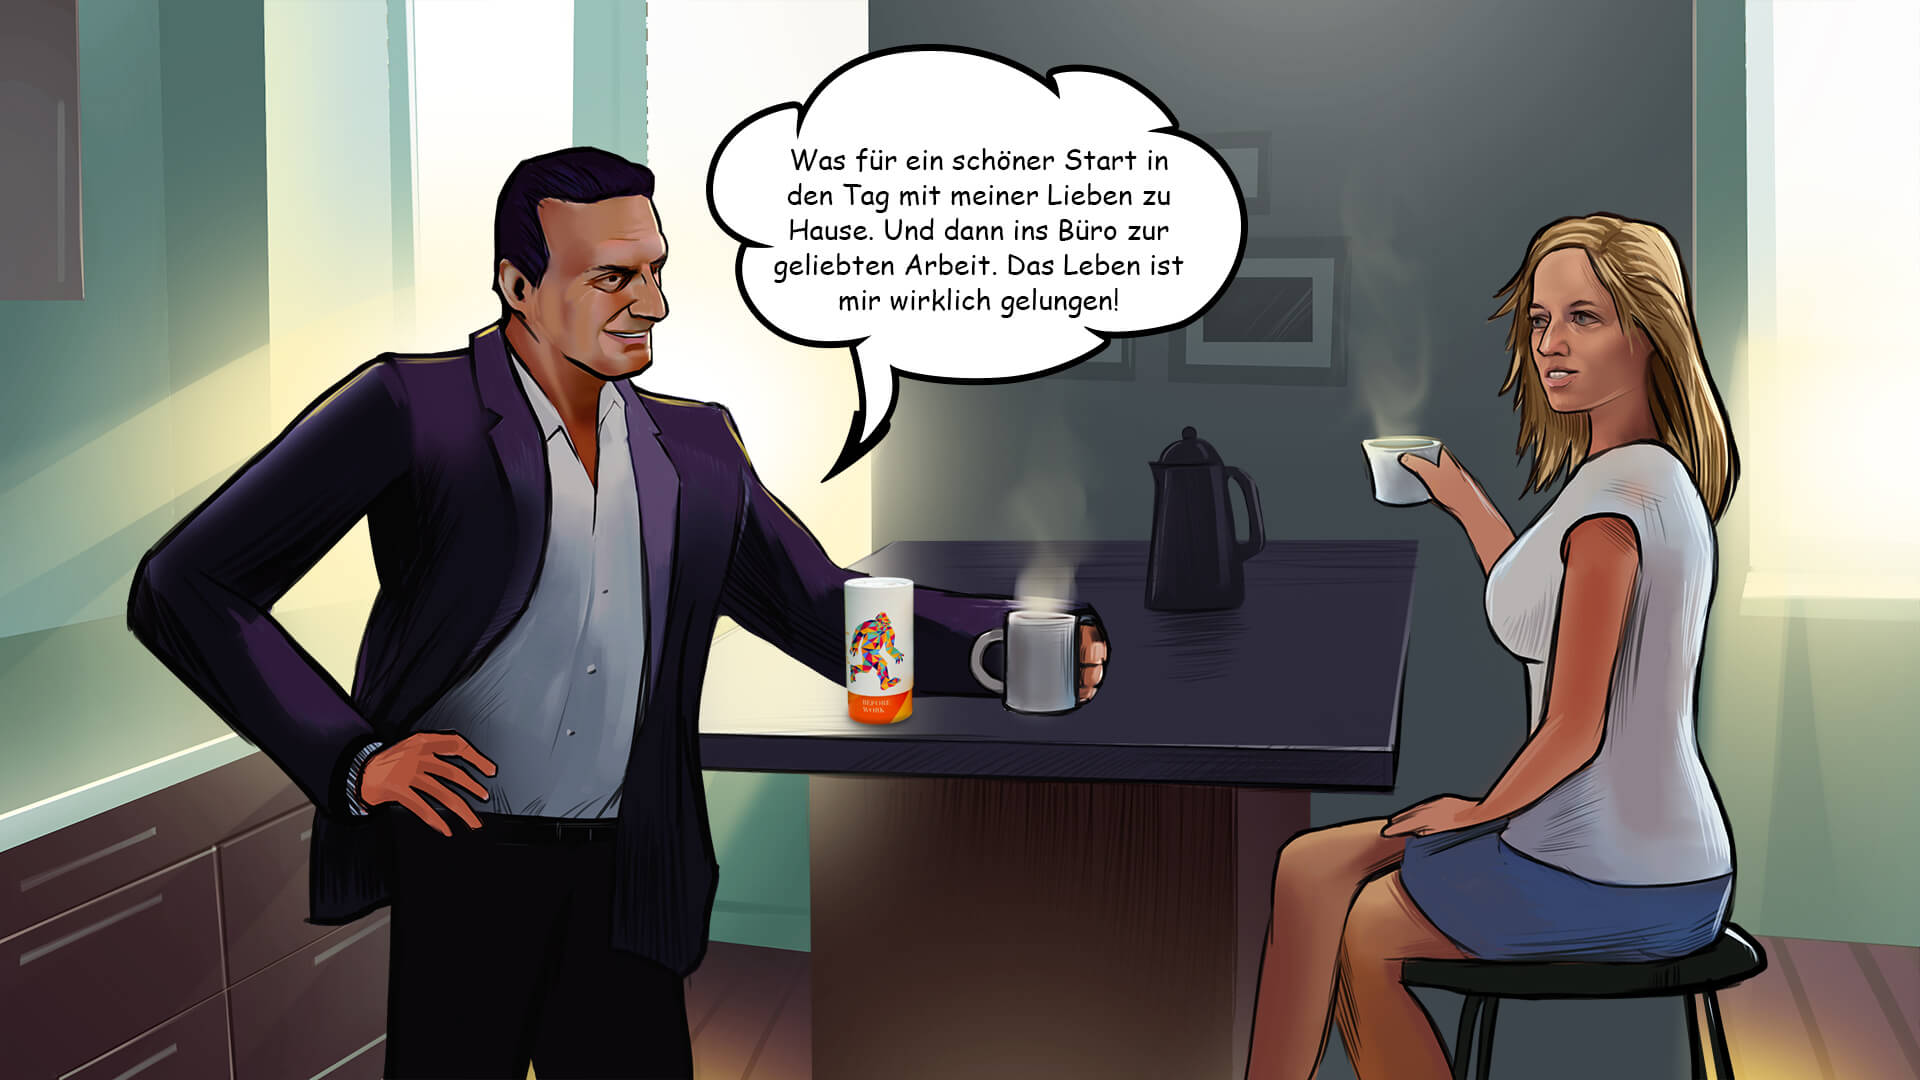 Was für ein schöner Start in
den Tag mit meiner Lieben zu
Hause. Und dann ins Büro zur
geliebten Arbeit. Das Leben ist
mir wirklich gelungen!
BEFORE
WORK